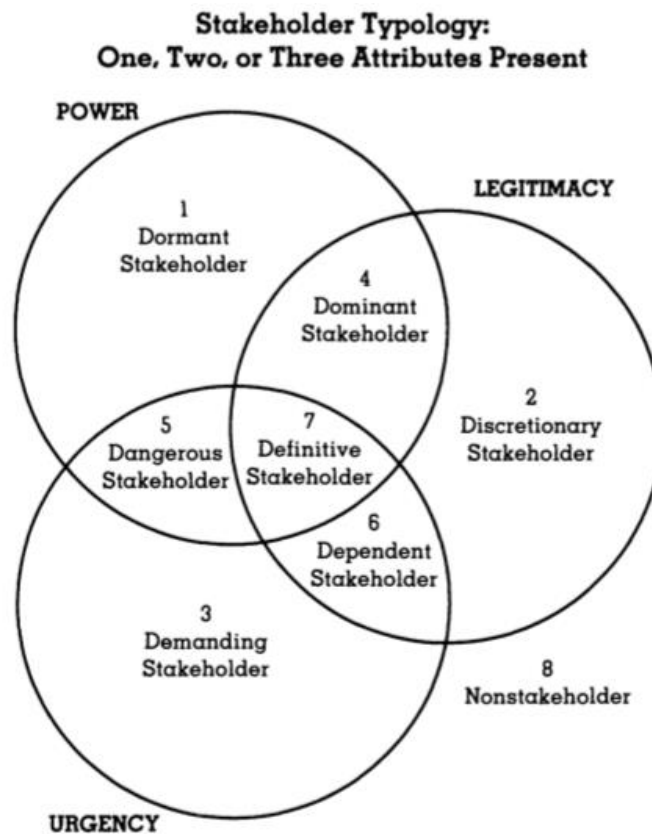 Stakeholder Typology:
One, Two, or Three Attributes Present
POWER
LEGITIMACY
1
Dormant
Stakeholder
4
Dominant
Stakeholder
2
Discretionary
Stakeholder
5
Dangerous
Stakeholder
7
Definitive
Stakeholder
6
Dependent
Stakeholder
3
Demanding
Stakeholder
8
Nonstakeholder
URGENCY